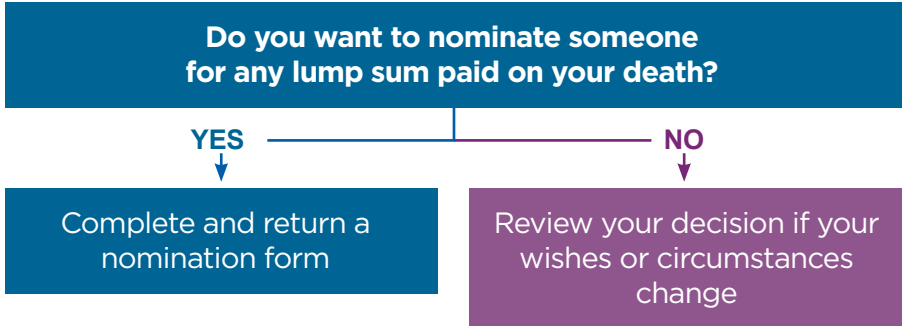 Do you want to nominate someone
for any lump sum paid on your death?
YES
NO
Complete and return a
nomination form
Review your decision if your
wishes or circumstances
change